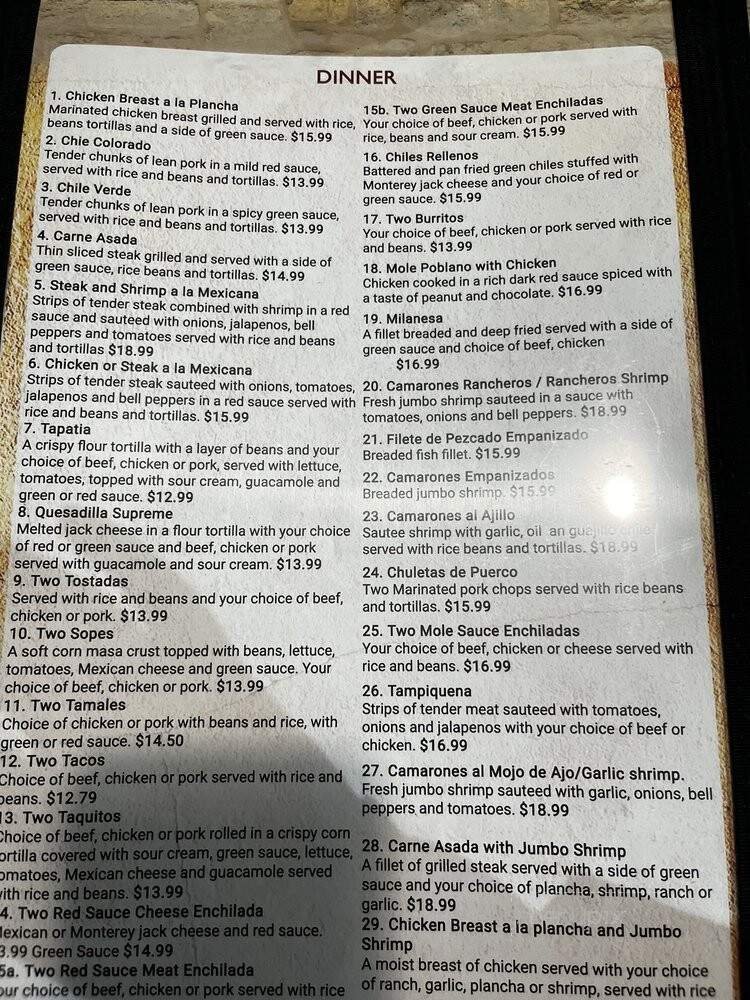 DINNER
1. Chicken Breast a la Plancha
Marinated chicken breast grilled and served with rice,
beans tortillas and a side of green sauce. $15.99
2. Chie Colorado
Tender chunks of lean pork in a mild red sauce,
served with rice and beans and tortillas. $13.99
3. Chile Verde
Tender chunks of lean pork in a spicy green sauce,
served with rice and beans and tortillas. $13.99
4. Carne Asada
Thin sliced steak grilled and served with a side of
green sauce, rice beans and tortillas. $14.99
5. Steak and Shrimp a la Mexicana
Strips of tender steak combined with shrimp in a red
sauce and sauteed with onions, jalapenos, bell
peppers and tomatoes served with rice and beans
and tortillas $18.99
6. Chicken or Steak a la Mexicana
Strips of tender steak sauteed with onions, tomatoes,
jalapenos and bell peppers in a red sauce served with
rice and beans and tortillas. $15.99
7. Tapatia
A crispy flour tortilla with a layer of beans and your
choice of beef, chicken or pork, served with lettuce,
tomatoes, topped with sour cream, guacamole and
green or red sauce. $12.99
8. Quesadilla Supreme
Melted jack cheese in a flour tortilla with your choice
of red or green sauce and beef, chicken or pork
served with guacamole and sour cream. $13.99
9. Two Tostadas
Served with rice and beans and your choice of beef,
chicken or pork. $13.99
10. Two Sopes
A soft corn masa crust topped with beans, lettuce,
tomatoes, Mexican cheese and green sauce. Your
choice of beef, chicken or pork. $13.99
11. Two Tamales
Choice of chicken or pork with beans and rice, with
green or red sauce. $14.50
12. Two Tacos
Choice of beef, chicken or pork served with rice and
beans. $12.79
13. Two Taquitos
Choice of beef, chicken or pork rolled in a crispy corn
ortilla covered with sour cream, green sauce, lettuce,
omatoes, Mexican cheese and guacamole served
with rice and beans. $13.99
4. Two Red Sauce Cheese Enchilada
Mexican or Monterey jack cheese and red sauce.
3.99 Green Sauce $14.99
5a. Two Red Sauce Meat Enchilada
our choice of beef, chicken or pork served with rice
15b. Two Green Sauce Meat Enchiladas
Your choice of beef, chicken or pork served with
rice, beans and sour cream. $15.99
16. Chiles Rellenos
Battered and pan fried green chiles stuffed with
Monterey jack cheese and your choice of red or
green sauce. $15.99
17. Two Burritos
Your choice of beef, chicken or pork served with rice
and beans. $13.99
18. Mole Poblano with Chicken
Chicken cooked in a rich dark red sauce spiced with
a taste of peanut and chocolate. $16.99
19. Milanesa
A fillet breaded and deep fried served with a side of
green sauce and choice of beef, chicken
$16.99
20. Camarones Rancheros / Rancheros Shrimp
Fresh jumbo shrimp sauteed in a sauce with
tomatoes, onions and bell peppers. $18.99
21. Filete de Pezcado Empanizado
Breaded fish fillet. $15.99
22. Camarones Empanizados
Breaded jumbo shrimp. $15.99
23. Camarones al Ajillo
Sautee shrimp with garlic, oil an guajillo chile
served with rice beans and tortillas. $18.99
24. Chuletas de Puerco
Two Marinated pork chops served with rice beans
and tortillas. $15.99
25. Two Mole Sauce Enchiladas
Your choice of beef, chicken or cheese served with
rice and beans. $16.99
26. Tampiquena
Strips of tender meat sauteed with tomatoes,
onions and jalapenos with your choice of beef or
chicken. $16.99
27. Camarones al Mojo de Ajo/Garlic shrimp.
Fresh jumbo shrimp sauteed with garlic, onions, bell
peppers and tomatoes. $18.99
28. Carne Asada with Jumbo Shrimp
A fillet of grilled steak served with a side of green
sauce and your choice of plancha, shrimp, ranch or
garlic. $18.99
29. Chicken Breast a la plancha and Jumbo
Shrimp
A moist breast of chicken served with your choice
of ranch, garlic, plancha or shrimp, served with rice